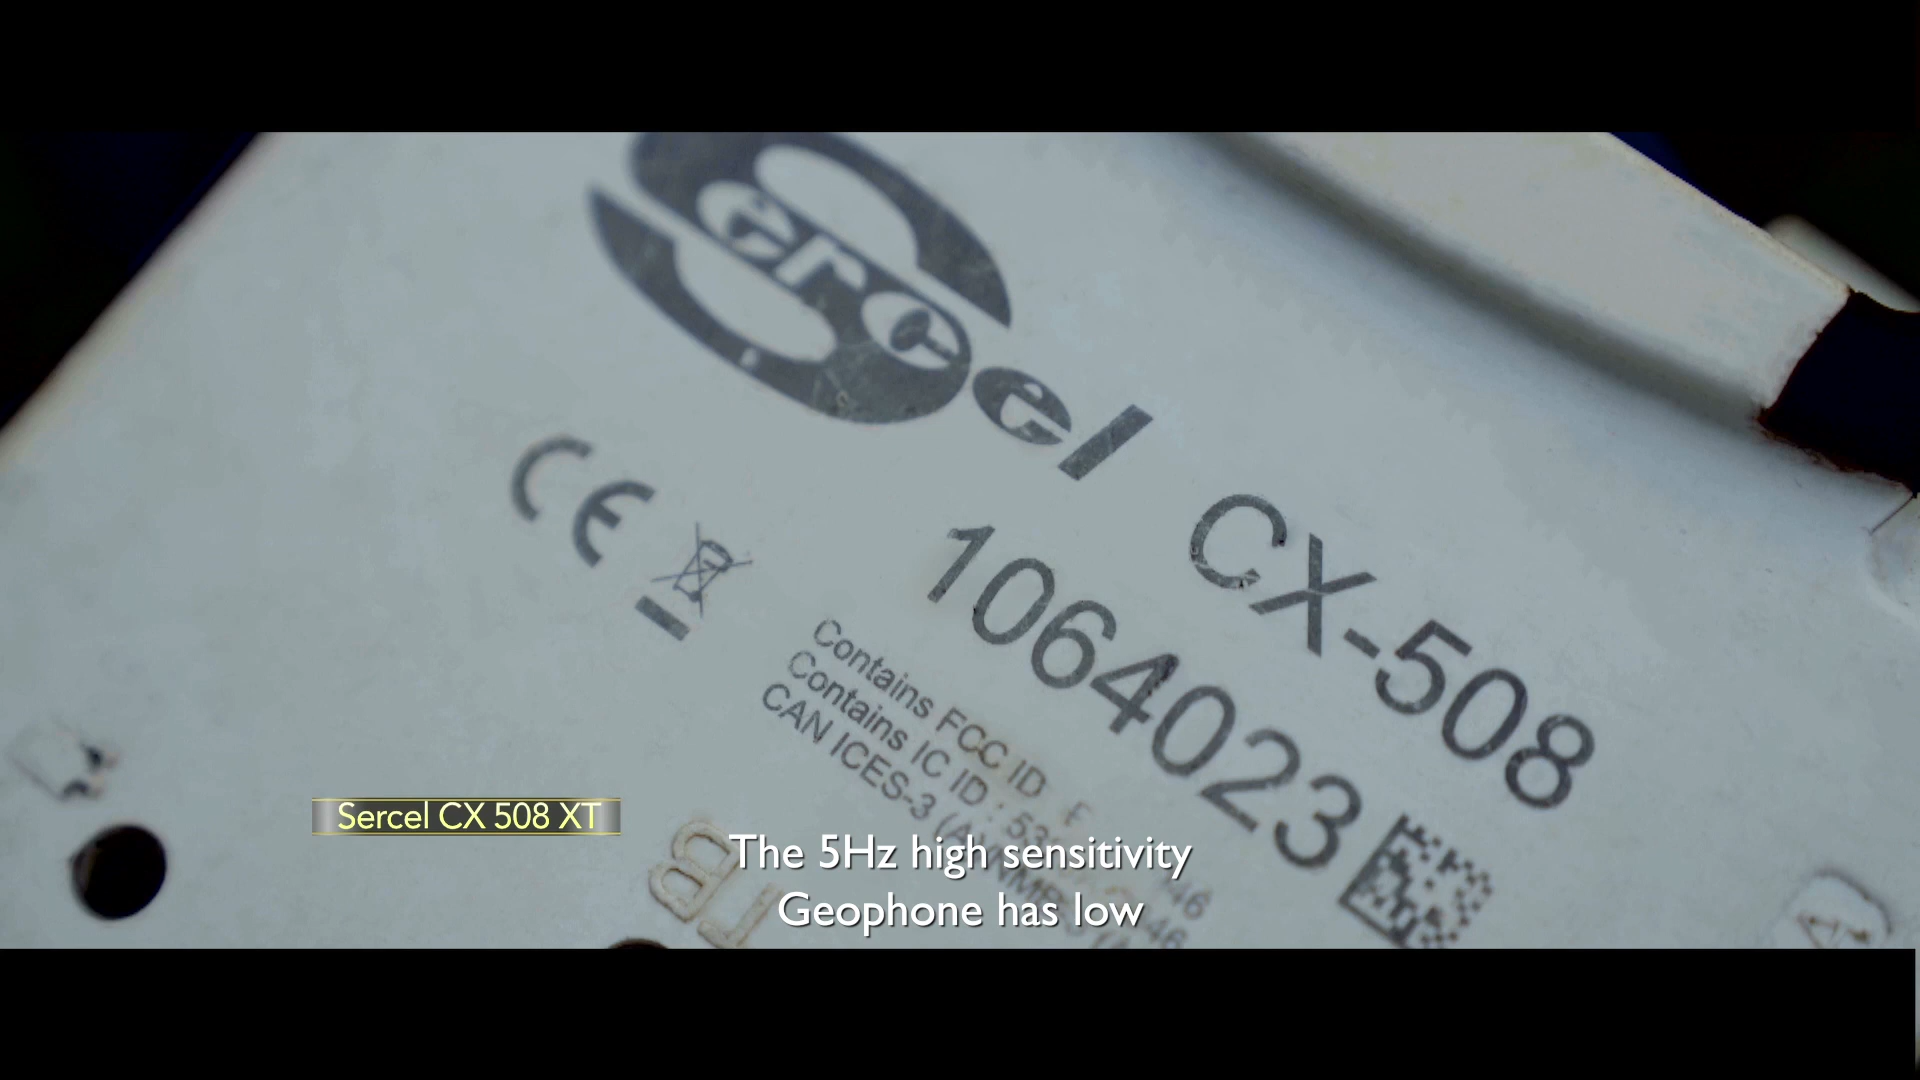 Sercel
CX-508
1064023
CE
Contains FCC ID
Contains IC ID :
CAN ICES-3
Sercel CX 508 XT
The 5Hz high sensitivity
Geophone has low